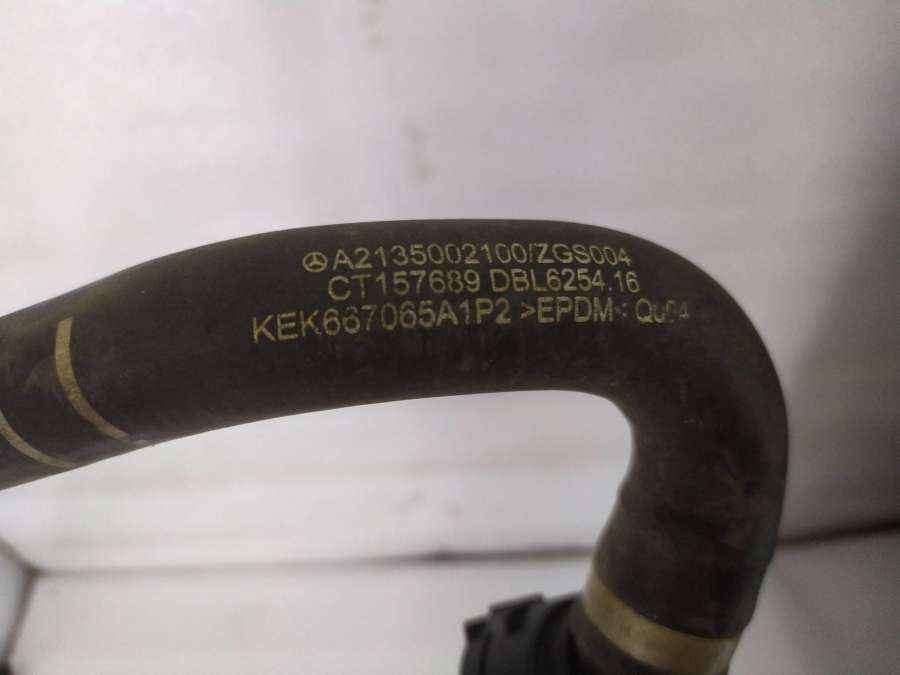 A2135002100/ZGS004
CT157689 DBL6254.16
KEK667065A1P2 >EPDM<